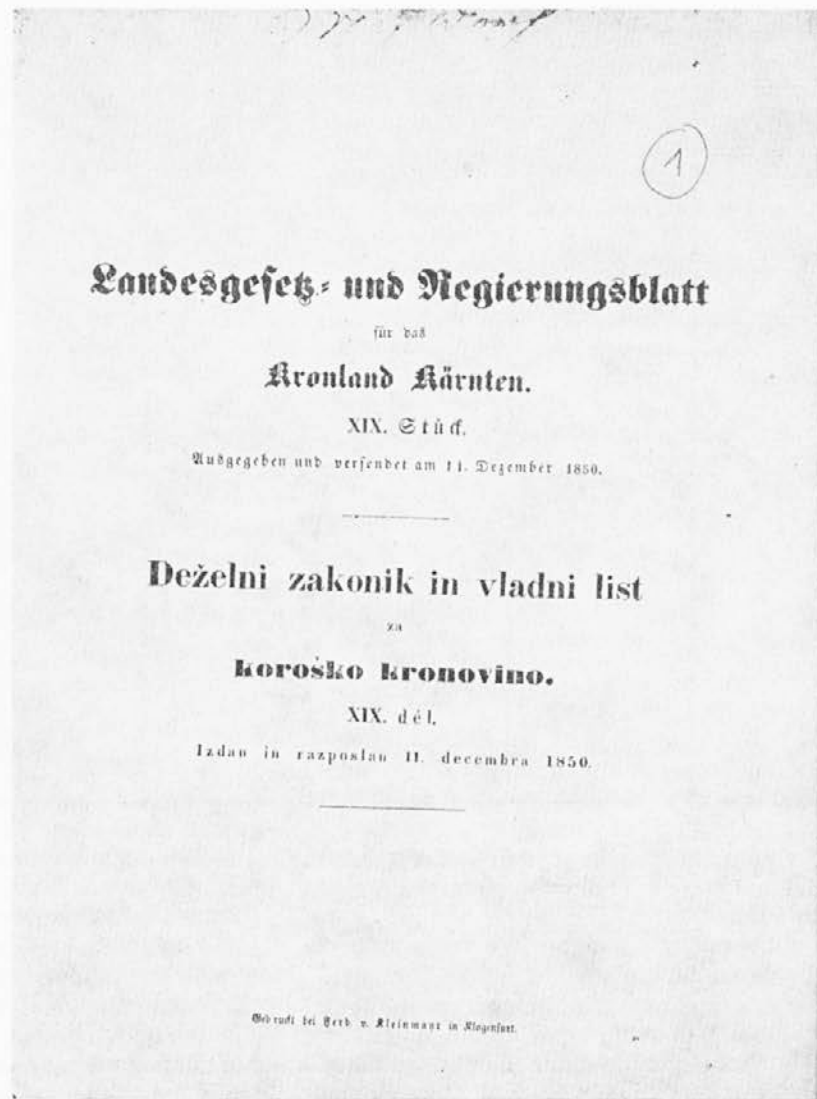 1
Landesgesetz- und Regierungsblatt
für das
Kronland Kärnten.
XIX. Stück.
Ausgegeben und versendet am 11. Dezember 1850.
Deželni zakonik in vladni list
za
koroško kronovino.
XIX. dél.
Izdan in razposlan 11. decembra 1850.
Gedruckt bei Ferd. v. Kleinmayr in Klagenfurt.